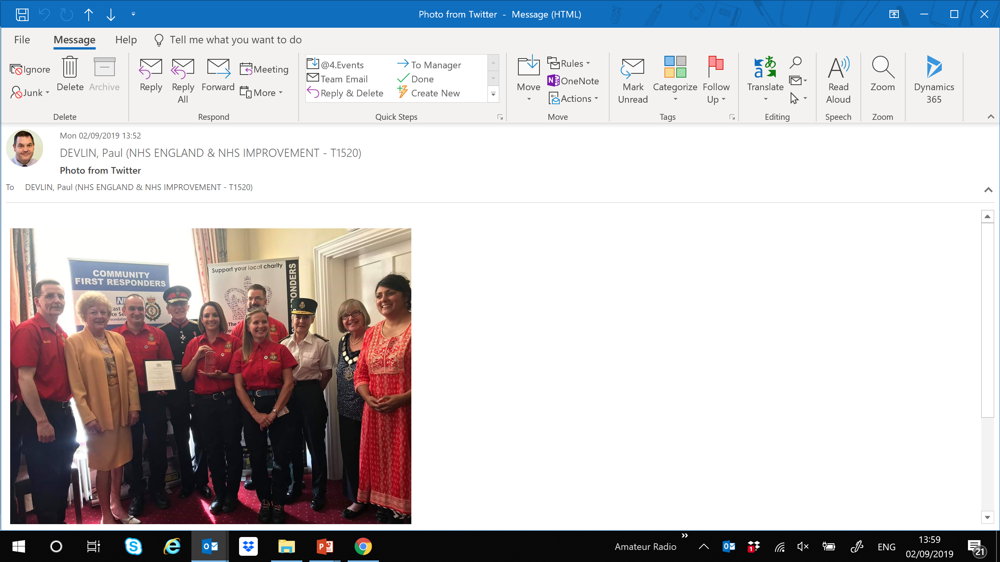 Photo from Twitter - Message (HTML)
File Message Help Tell me what you want to do
Ignore
Junk
Delete
Archive
Delete
Reply
Reply All
Forward
Meeting
More
Respond
@4.Events
Team Email
Reply & Delete
To Manager
Done
Create New
Quick Steps
Move
Rules
OneNote
Actions
Move
Mark Unread
Categorize
Follow Up
Tags
Translate
Editing
Read Aloud
Speech
Zoom
Zoom
Dynamics 365
Mon 02/09/2019 13:52
DEVLIN, Paul (NHS ENGLAND & NHS IMPROVEMENT - T1520)
Photo from Twitter
To DEVLIN, Paul (NHS ENGLAND & NHS IMPROVEMENT - T1520)
COMMUNITY
FIRST RESPONDERS
East
Support your local charity
The
Amateur Radio
ENG
13:59
02/09/2019
21